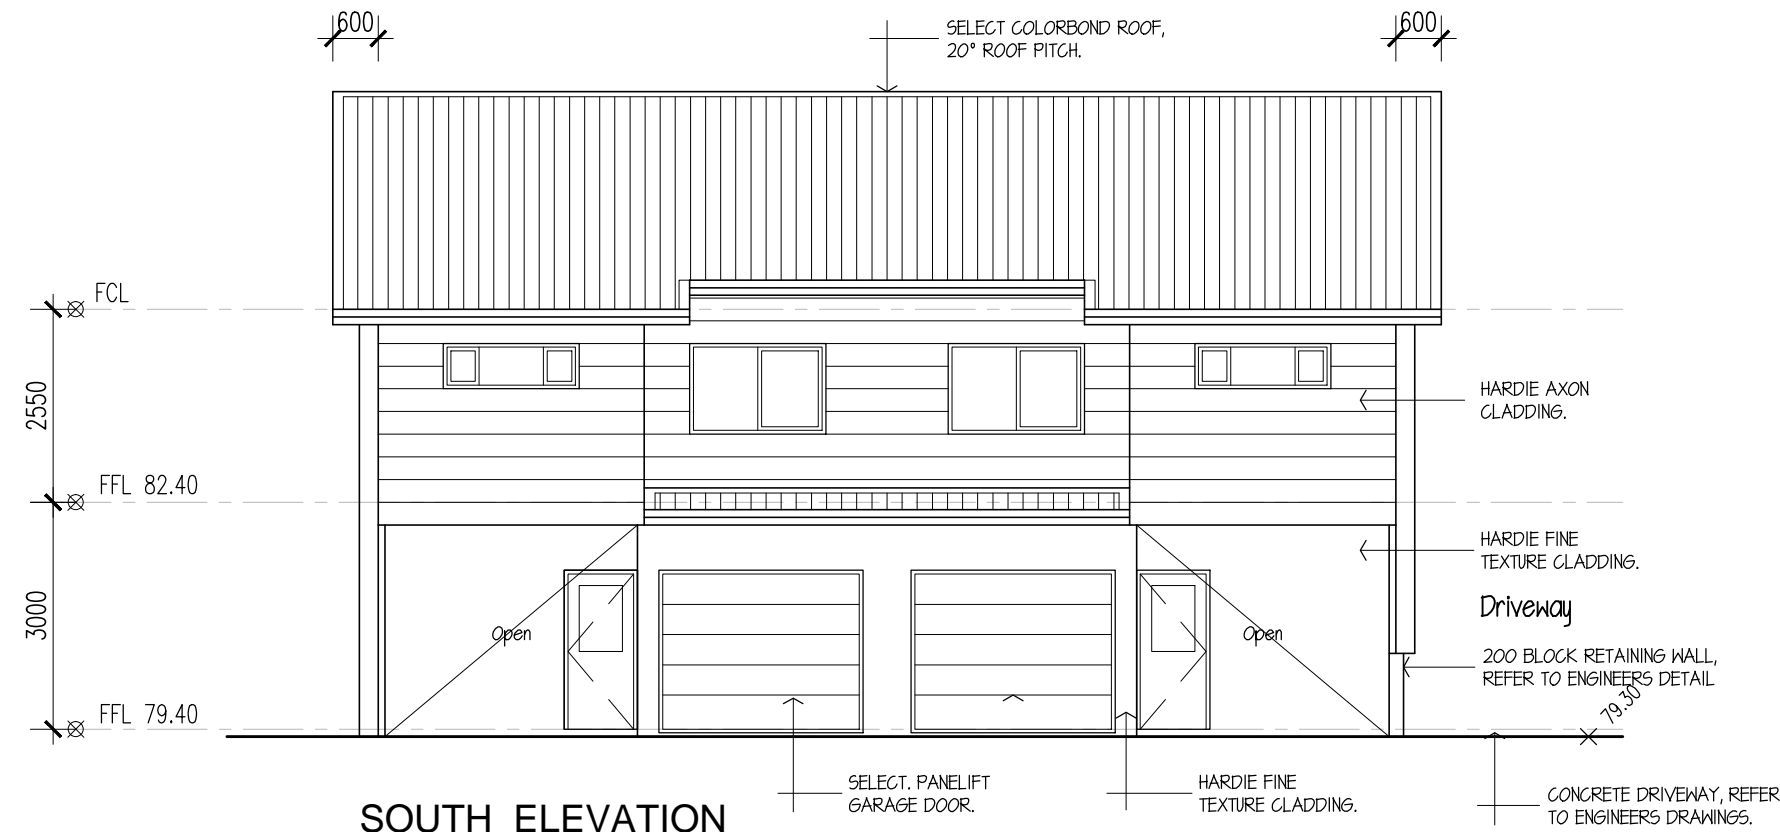 600
SELECT COLORBOND ROOF,
20° ROOF PITCH.
600
FCL
2550
HARDIE AXON
CLADDING.
FFL 82.40
HARDIE FINE
TEXTURE CLADDING.
3000
Driveway
Open
Open
200 BLOCK RETAINING WALL,
REFER TO ENGINEERS DETAIL
79.30
FFL 79.40
SELECT. PANELIFT
GARAGE DOOR.
HARDIE FINE
TEXTURE CLADDING.
CONCRETE DRIVEWAY, REFER
TO ENGINEERS DRAWINGS.
SOUTH ELEVATION